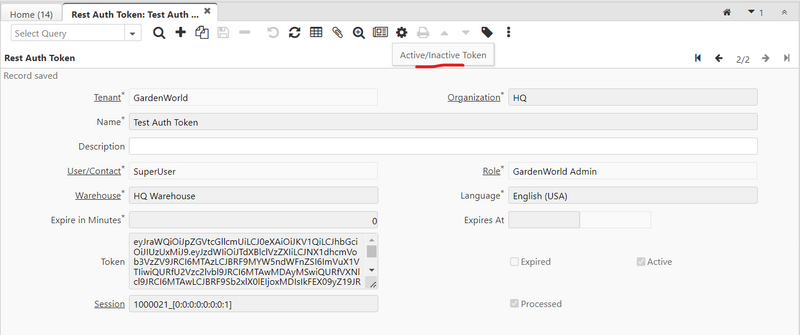 Home (14)
Rest Auth Token: Test Auth ...
1
Select Query
Active/Inactive Token
Rest Auth Token
2/2
Record saved
Tenant* GardenWorld
Organization* HQ
Name* Test Auth Token
Description
User/Contact* SuperUser
Role* GardenWorld Admin
Warehouse* HQ Warehouse
Language* English (USA)
Expire in Minutes* 0
Expires At
Token
Expired
Active
Session 1000021_[0:0:0:0:0:0:0:1]
Processed